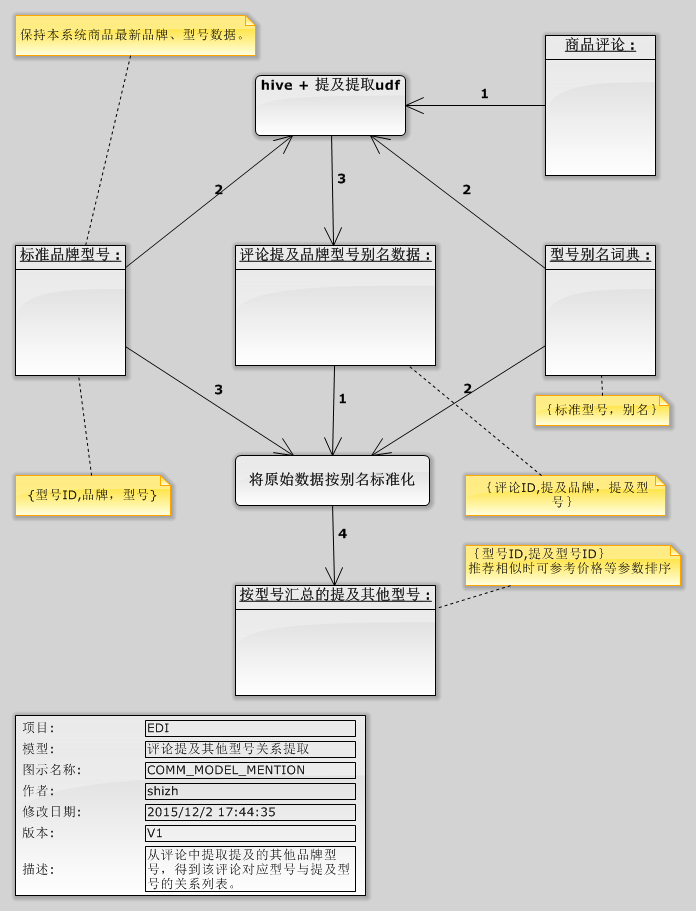 保持本系统商品最新品牌、型号数据。
商品评论:
hive + 提及提取udf
1
2
3
2
标准品牌型号:
评论提及品牌型号别名数据:
型号别名词典:
3
1
2
{标准型号，别名}
{型号ID,品牌，型号}
将原始数据按别名标准化
{评论ID,提及品牌，提及型
号}
4
{型号ID,提及型号ID}
推荐相似时可参考价格等参数排序
按型号汇总的提及其他型号:
项目: EDI
模型: 评论提及其他型号关系提取
图示名称: COMM_MODEL_MENTION
作者: shizh
修改日期: 2015/12/2 17:44:35
版本: V1
描述: 从评论中提取提及的其他品牌型
号，得到该评论对应型号与提及型
号的关系列表。